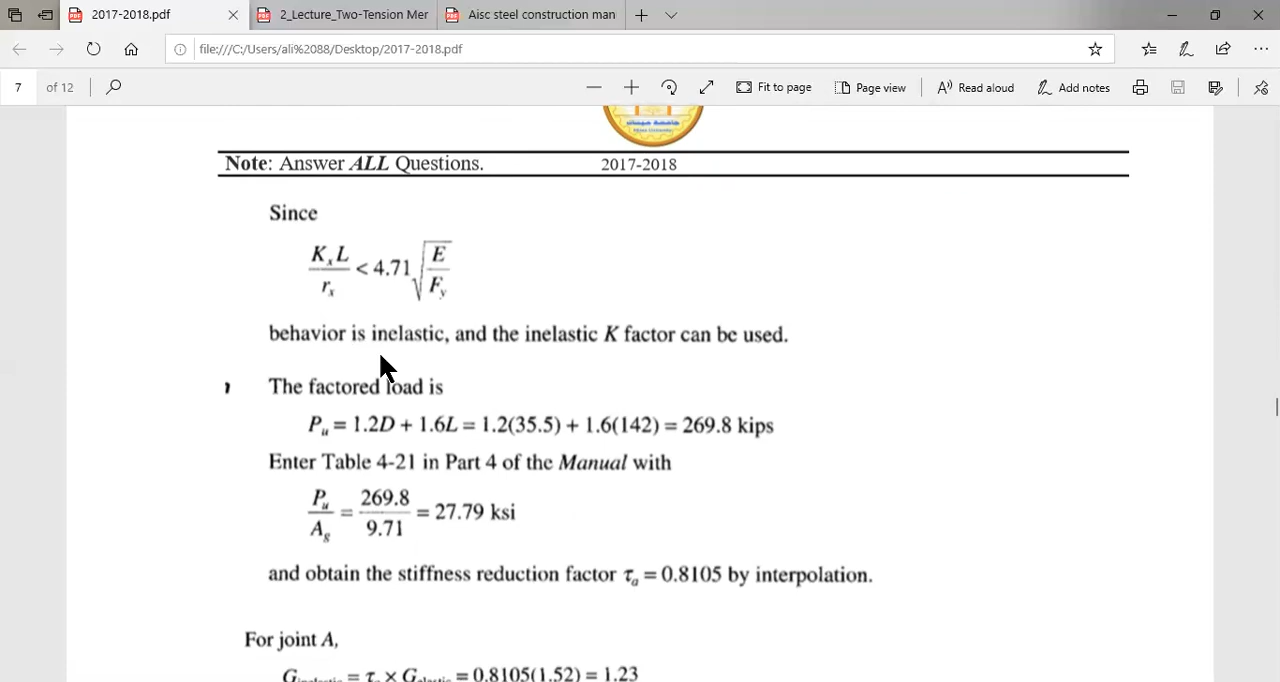 2017-2018.pdf
2_Lecture_Two-Tension Mer
Aisc steel construction man
file:///C:/Users/ali%2088/Desktop/2017-2018.pdf
7 of 12
Fit to page
Page view
Read aloud
Add notes
Note: Answer ALL Questions. 2017-2018
Since
KₓL / rₓ < 4.71 √(E / Fy)
behavior is inelastic, and the inelastic K factor can be used.
The factored load is
Pu = 1.2D + 1.6L = 1.2(35.5) + 1.6(142) = 269.8 kips
Enter Table 4-21 in Part 4 of the Manual with
Pu / Ag = 269.8 / 9.71 = 27.79 ksi
and obtain the stiffness reduction factor τa = 0.8105 by interpolation.
For joint A,
Ginelastic = τa × Gelastic = 0.8105(1.52) = 1.23